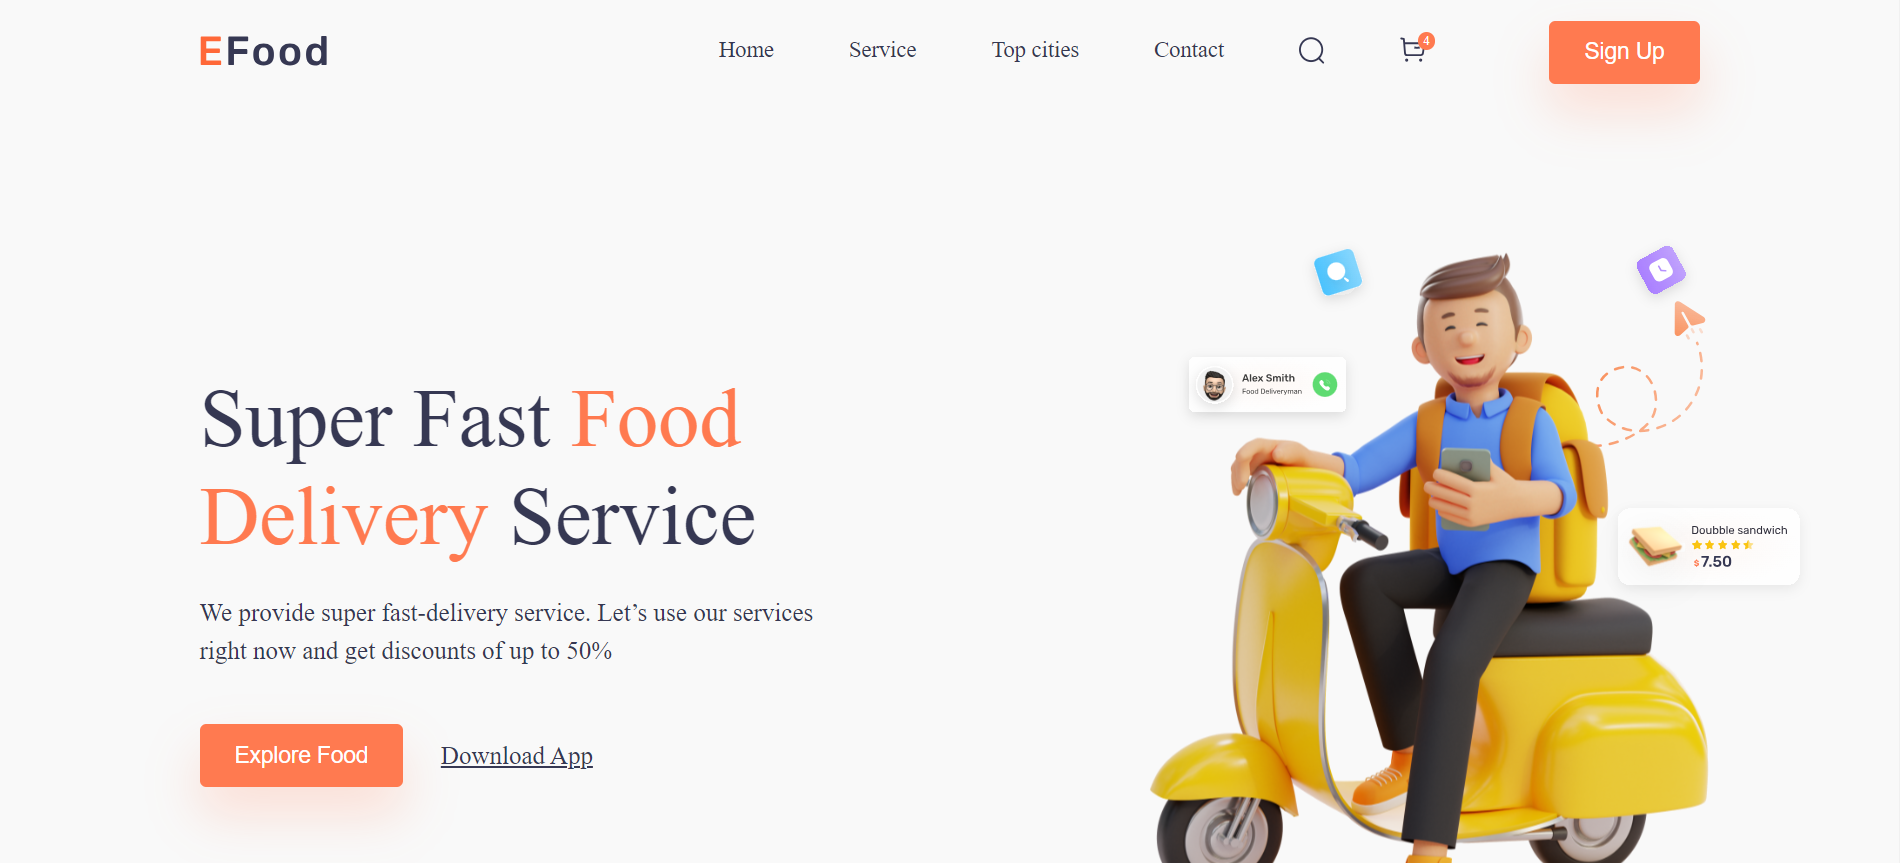 EFood
Home
Service
Top cities
Contact
4
Sign Up
Alex Smith
Food Deliveryman
Super Fast Food
Delivery Service
Doubble sandwich
$7.50
We provide super fast-delivery service. Let’s use our services
right now and get discounts of up to 50%
Explore Food
Download App